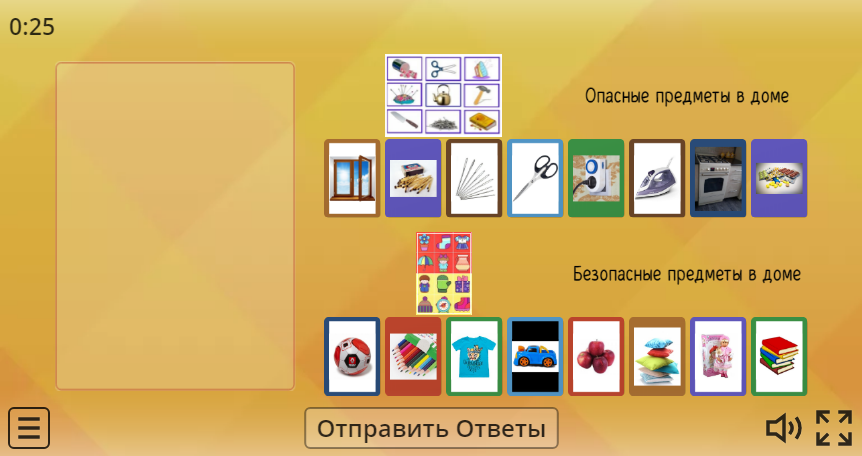 0:25
Опасные предметы в доме
Безопасные предметы в доме
Отправить Ответы